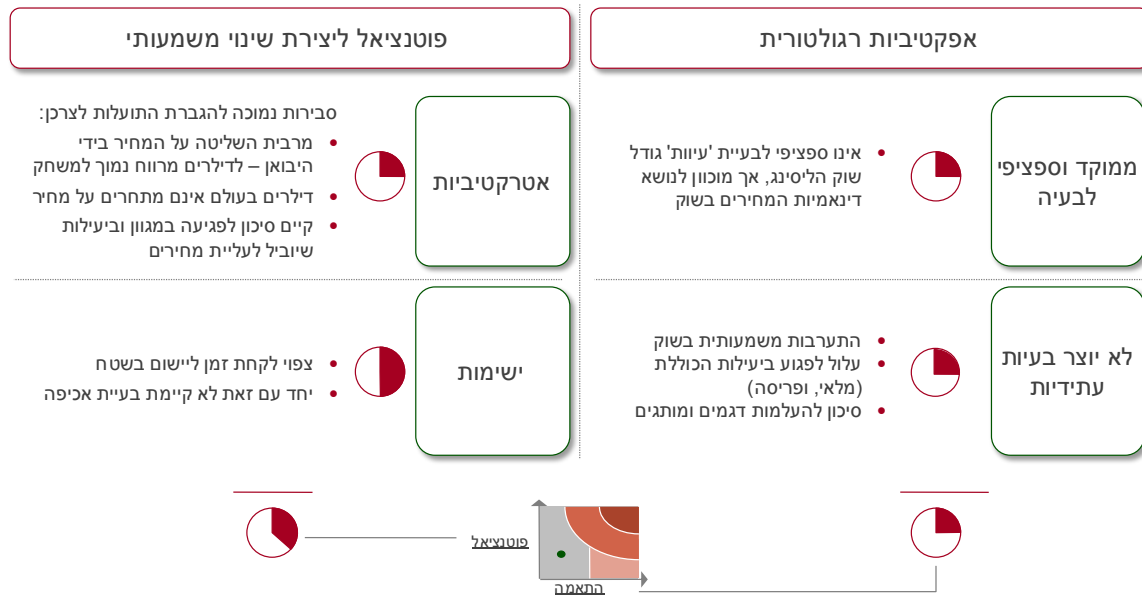 אפקטיביות רגולטורית
ממוקד וספציפי
לבעיה
• אינו ספציפי לבעיית 'עיוות' גודל
שוק הליסינג, אך מוכוון לנושא
דינאמיות המחירים בשוק
לא יוצר בעיות
עתידיות
• התערבות משמעותית בשוק
• עלול לפגוע ביעילות הכוללת
(מלאי, ופריסה)
• סיכון להעלמות דגמים ומותגים
פוטנציאל ליצירת שינוי משמעותי
אטרקטיביות
סבירות נמוכה להגברת התועלות לצרכן:
• מרבית השליטה על המחיר בידי
היבואן – לדילרים מרווח נמוך למשחק
• דילרים בעולם אינם מתחרים על מחיר
• קיים סיכון לפגיעה במגוון וביעילות
שיוביל לעליית מחירים
ישימות
• צפוי לקחת זמן ליישום בשטח
• יחד עם זאת לא קיימת בעיית אכיפה
פוטנציאל
התאמה